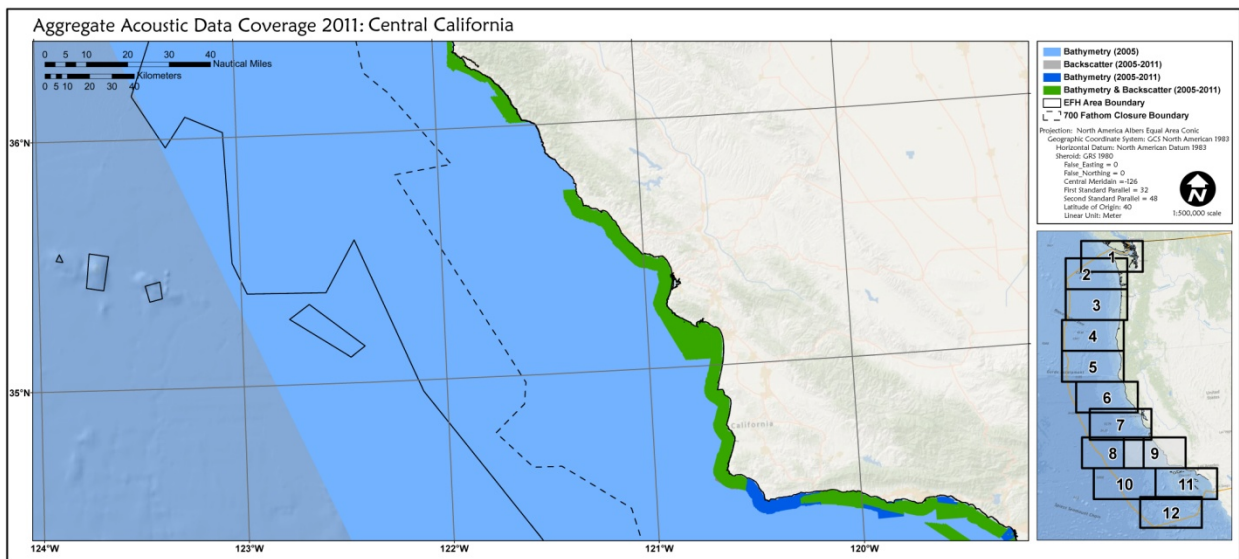 Aggregate Acoustic Data Coverage 2011: Central California
0 5 10 20 30 40
Nautical Miles
0 5 10 20 30 40
Kilometers
36°N
35°N
124°W
123°W
122°W
121°W
120°W
California
Bathymetry (2005)
Backscatter (2005-2011)
Bathymetry (2005-2011)
Bathymetry & Backscatter (2005-2011)
EFH Area Boundary
700 Fathom Closure Boundary
Projection: North America Albers Equal Area Conic
Geographic Coordinate System: GCS North American 1983
Horizontal Datum: North American Datum 1983
Sheroid: GRS 1980
False_Easting = 0
False_Northing = 0
Central Meridain =-126
First Standard Parallel = 32
Second Standard Parallel = 48
Latitude of Origin: 40
Linear Unit: Meter
N
1:500,000 scale
1
2
3
4
5
6
7
8
9
10
11
12